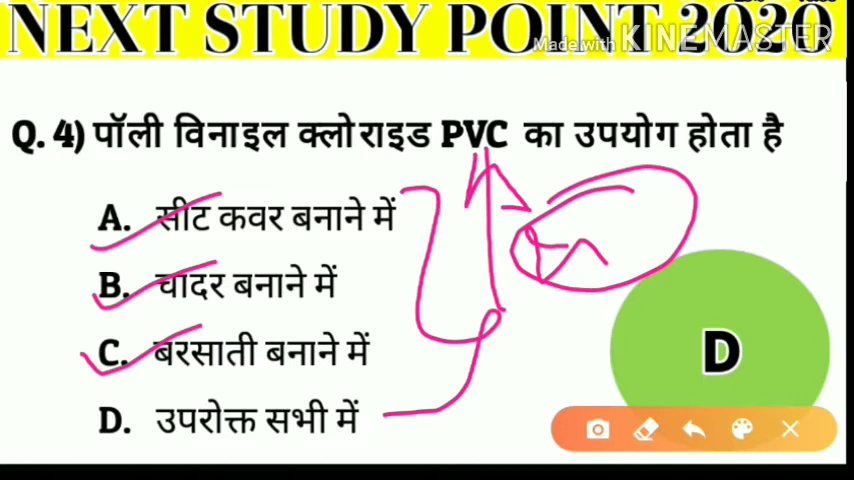 NEXT STUDY POINT 2020
Made with KINEMASTER
Q. 4) पॉली विनाइल क्लोराइड PVC का उपयोग होता है
A. सीट कवर बनाने में
B. चादर बनाने में
C. बरसाती बनाने में
D. उपरोक्त सभी में
D